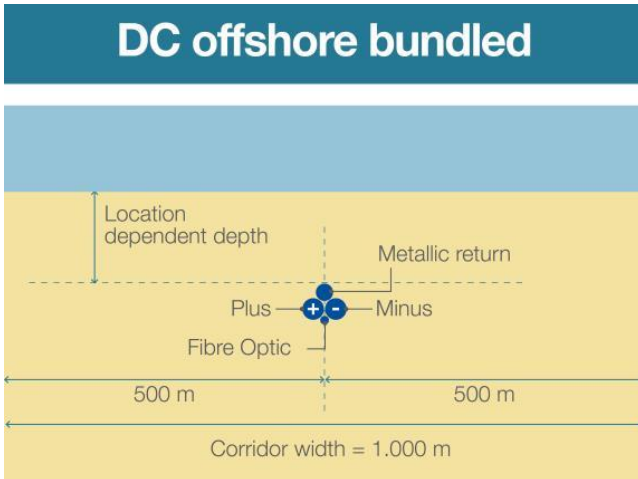 DC offshore bundled
Location
dependent depth
Metallic return
Plus
+
-
Minus
Fibre Optic
500 m
500 m
Corridor width = 1.000 m